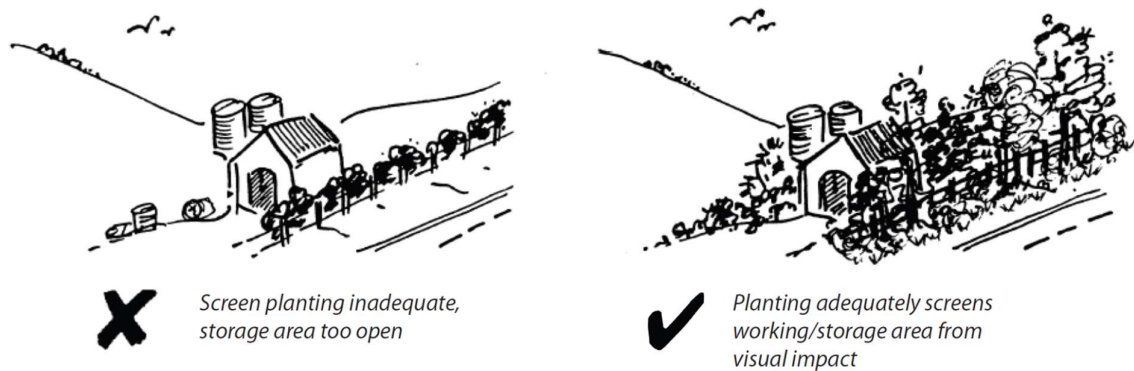 Screen planting inadequate,
storage area too open
Planting adequately screens
working/storage area from
visual impact